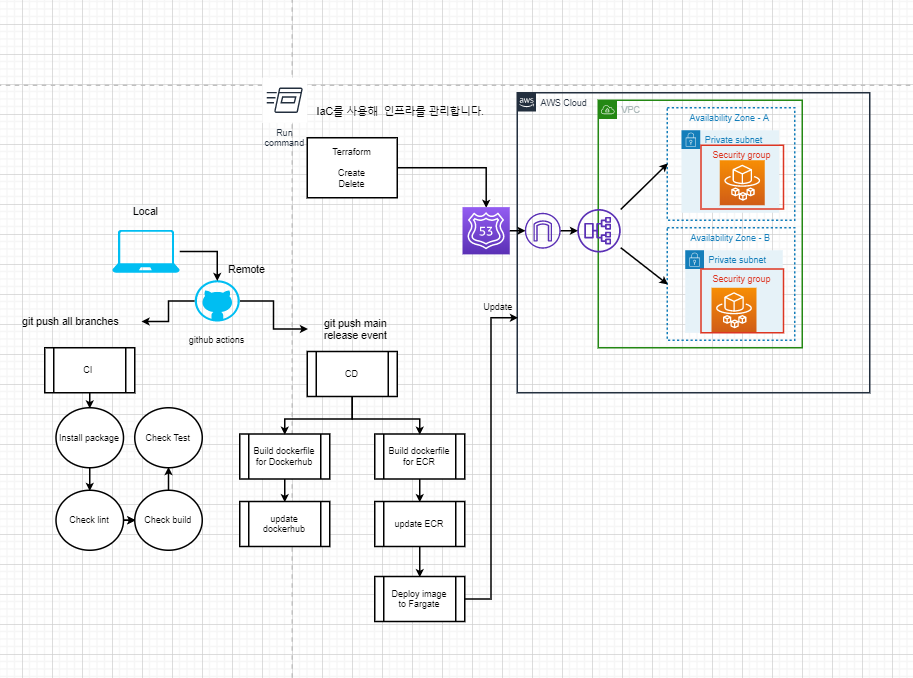 Run
command
IaC를 사용해 인프라를 관리합니다.
Terraform
Create
Delete
aws
AWS Cloud
VPC
Availability Zone - A
Private subnet
Security group
53
Availability Zone - B
Private subnet
Security group
Local
Remote
github actions
git push all branches
git push main
release event
Update
CI
Install package
Check Test
Check lint
Check build
CD
Build dockerfile
for Dockerhub
Build dockerfile
for ECR
update
dockerhub
update ECR
Deploy image
to Fargate